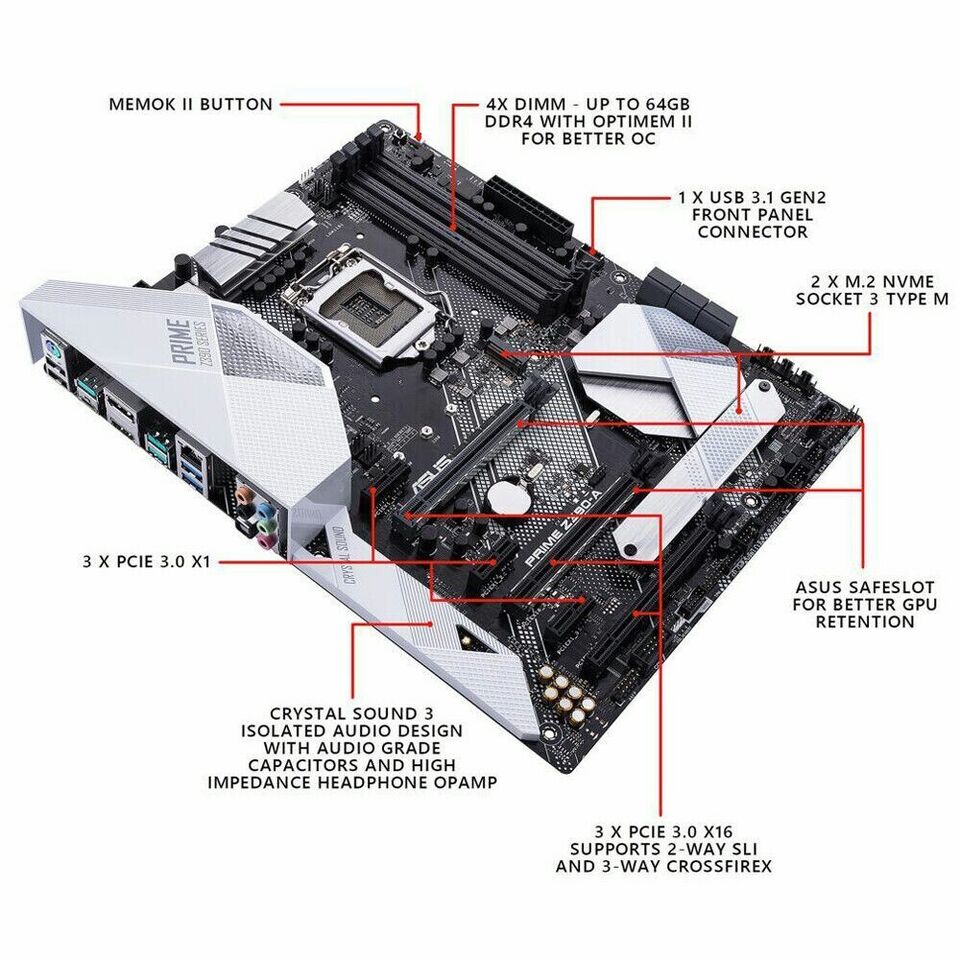 MEMOK II BUTTON
4X DIMM - UP TO 64GB
DDR4 WITH OPTIMEM II
FOR BETTER OC
1 X USB 3.1 GEN2
FRONT PANEL
CONNECTOR
2 X M.2 NVME
SOCKET 3 TYPE M
PRIME
Z390 SERIES
ASUS
PRIME Z390-A
CRYSTAL SOUND
3 X PCIE 3.0 X1
ASUS SAFESLOT
FOR BETTER GPU
RETENTION
CRYSTAL SOUND 3
ISOLATED AUDIO DESIGN
WITH AUDIO GRADE
CAPACITORS AND HIGH
IMPEDANCE HEADPHONE OPAMP
3 X PCIE 3.0 X16
SUPPORTS 2-WAY SLI
AND 3-WAY CROSSFIREX